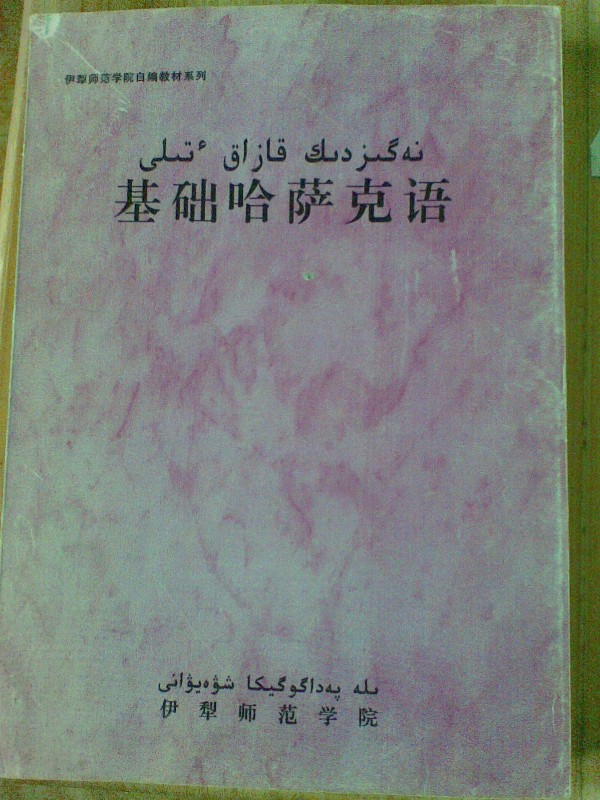 伊犁师范学院自编教材系列
نەگىزدىك قازاق ٴتىلى
基础哈萨克语
ىلە پەداگوگيكا شۋەيۋانى
伊犁师范学院